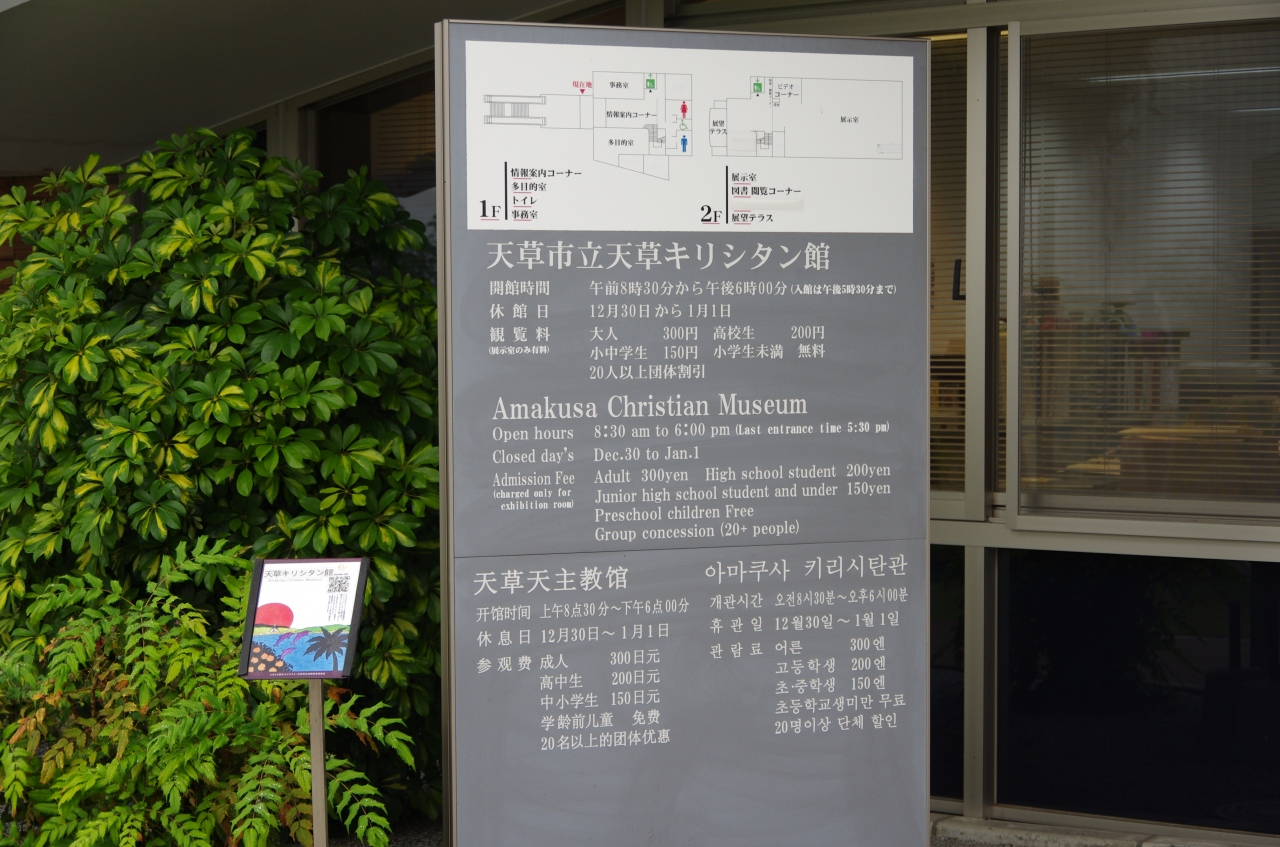 現在地
事務室
情報案内コーナー
多目的室
ビデオ
コーナー
展望
テラス
展示室
1F
情報案内コーナー
多目的室
トイレ
事務室
2F
展示室
図書 閲覧コーナー
展望テラス
天草市立天草キリシタン館
開館時間 午前8時30分から午後6時00分(入館は午後5時30分まで)
休館日 12月30日から1月1日
観覧料 大人 300円 高校生 200円
(展示室のみ有料) 小中学生 150円 小学生未満 無料
20人以上団体割引
Amakusa Christian Museum
Open hours 8:30 am to 6:00 pm (Last entrance time 5:30 pm)
Closed day's Dec.30 to Jan.1
Admission Fee Adult 300yen High school student 200yen
(charged only for exhibition room) Junior high school student and under 150yen
Preschool children Free
Group concession (20+ people)
天草天主教馆
开馆时间 上午8点30分～下午6点00分
休息日 12月30日～1月1日
参观费 成人 300日元
高中生 200日元
中小学生 150日元
学龄前儿童 免费
20名以上的团体优惠
아마쿠사 키리시탄관
개관시간 오전8시30분～오후6시00분
휴관일 12월30일～1월1일
관람료 어른 300엔
고등학생 200엔
초·중학생 150엔
초등학교생미만 무료
20명이상 단체 할인
天草キリシタン館